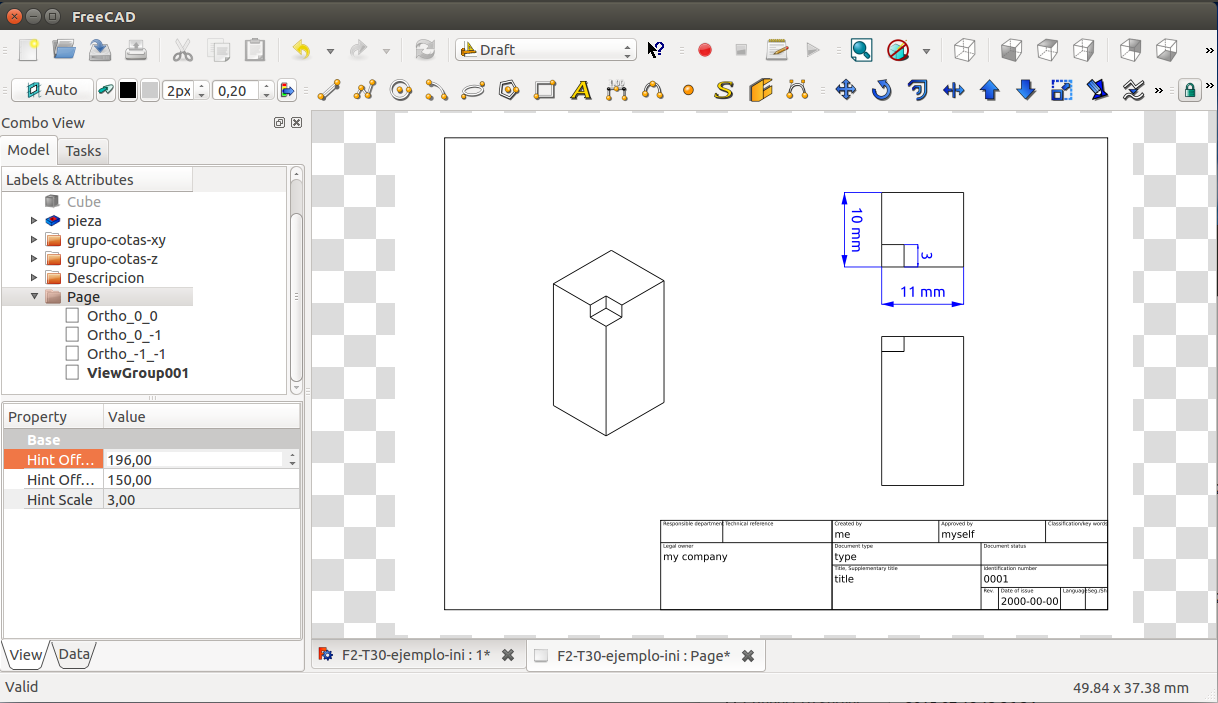 FreeCAD
Draft
Auto
2px
0,20
Combo View
Model
Tasks
Labels & Attributes
Cube
pieza
grupo-cotas-xy
grupo-cotas-z
Descripcion
Page
Ortho_0_0
Ortho_0_-1
Ortho_-1_-1
ViewGroup001
Property Value
Base
Hint Off... 196,00
Hint Off... 150,00
Hint Scale 3,00
View
Data
10 mm
3
11 mm
Responsible departmen Technical reference Created by Approved by Classification/key words
me myself
Legal owner Document type Document status
my company type
Title, Supplementary title Identification number
title 0001
Rev. Date of issue Language Seg./Sh
2000-00-00
F2-T30-ejemplo-ini : 1*
F2-T30-ejemplo-ini : Page*
Valid
49.84 x 37.38 mm